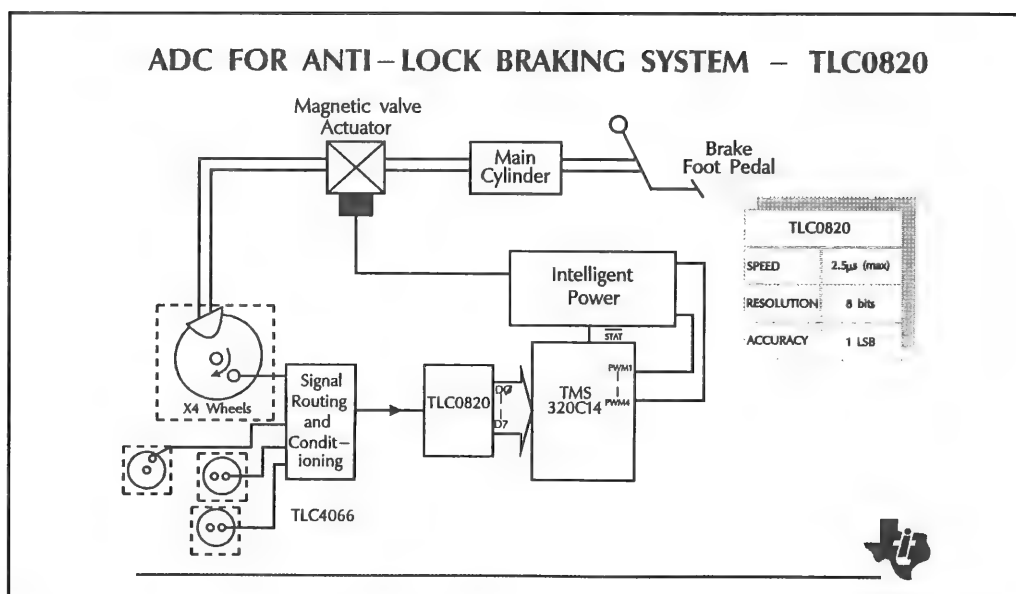 ADC FOR ANTI-LOCK BRAKING SYSTEM - TLC0820
Magnetic valve
Actuator
Main
Cylinder
Brake
Foot Pedal
TLC0820
SPEED 2.5μs (max)
RESOLUTION 8 bits
ACCURACY 1 LSB
Intelligent
Power
STAT
X4 Wheels
Signal
Routing
and
Condit-
ioning
TLC0820
D0
D7
TMS
320C14
PWM1
PWM4
TLC4066